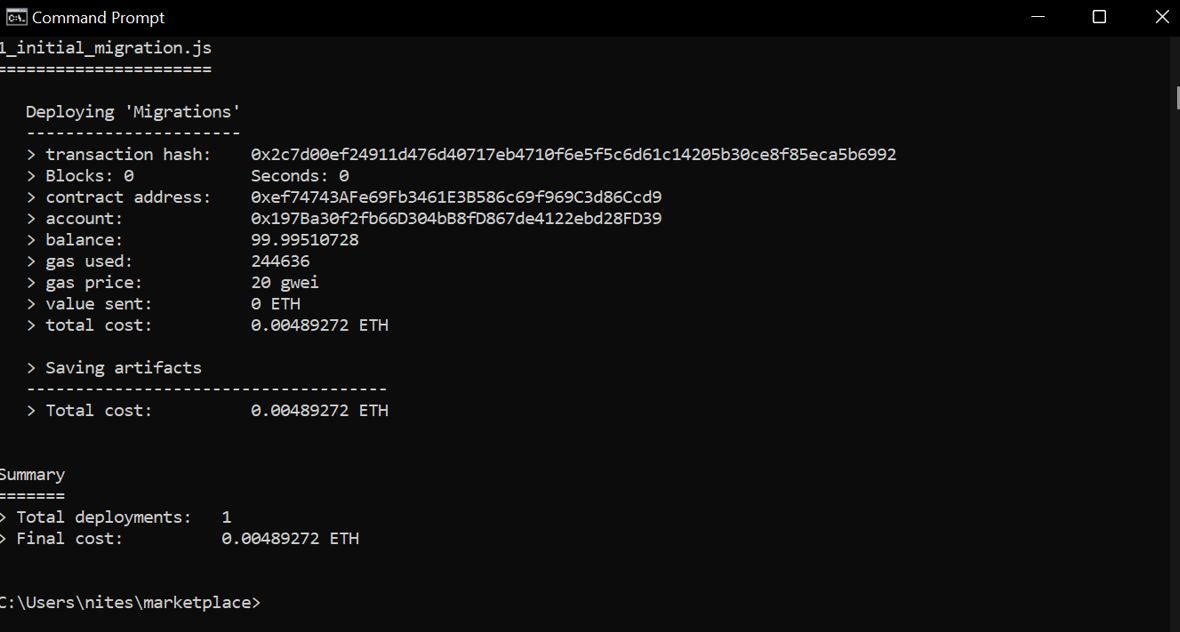 Command Prompt
1_initial_migration.js
======================
Deploying 'Migrations'
----------------------
> transaction hash:    0x2c7d00ef24911d476d40717eb4710f6e5f5c6d61c14205b30ce8f85eca5b6992
> Blocks: 0            Seconds: 0
> contract address:    0xef74743AFe69Fb3461E3B586c69f969C3d86Ccd9
> account:             0x197Ba30f2fb66D304bB8fD867de4122ebd28FD39
> balance:             99.99510728
> gas used:            244636
> gas price:           20 gwei
> value sent:          0 ETH
> total cost:          0.00489272 ETH
> Saving artifacts
-------------------------------------
> Total cost:          0.00489272 ETH
Summary
=======
> Total deployments:   1
> Final cost:          0.00489272 ETH
C:\Users\nites\marketplace>